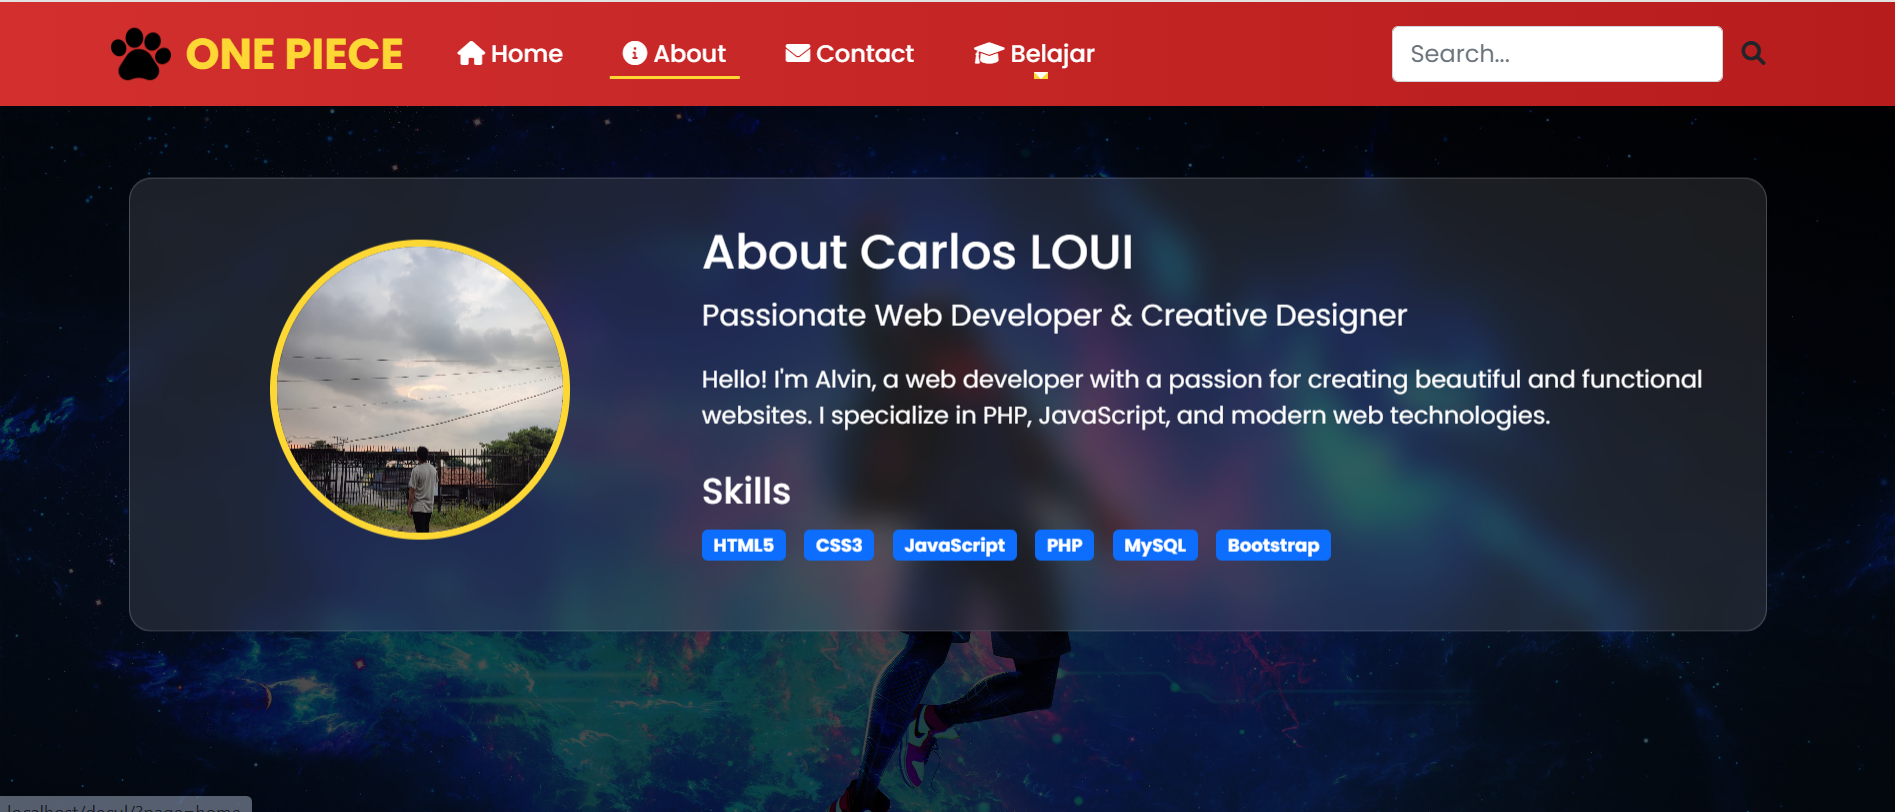 ONE PIECE Home About Contact Belajar Search...
About Carlos LOUI
Passionate Web Developer & Creative Designer
Hello! I'm Alvin, a web developer with a passion for creating beautiful and functional
websites. I specialize in PHP, JavaScript, and modern web technologies.
Skills
HTML5 CSS3 JavaScript PHP MySQL Bootstrap